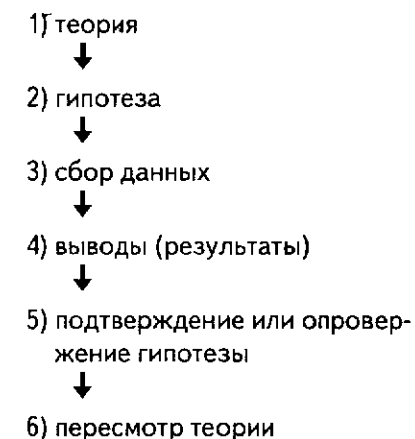 1) теория
2) гипотеза
3) сбор данных
4) выводы (результаты)
5) подтверждение или опровер-
жение гипотезы
6) пересмотр теории